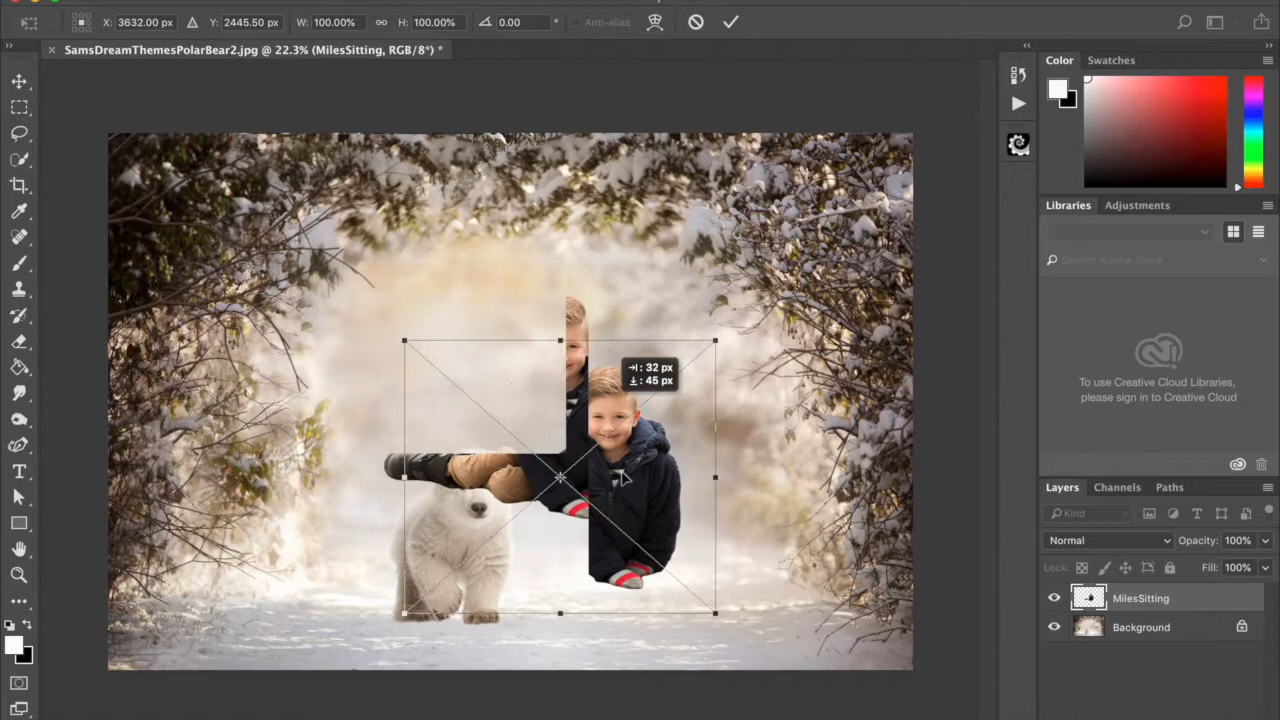 X: 3632.00 px Y: 2445.50 px W: 100.00% H: 100.00% 0.00 ° Anti-alias
× SamsDreamThemesPolarBear2.jpg @ 22.3% (MilesSitting, RGB/8*) *
Color Swatches
Libraries Adjustments
Search Adobe Stock
: 32 px
: 45 px
To use Creative Cloud Libraries,
please sign in to Creative Cloud
Layers Channels Paths
Kind
Normal Opacity: 100%
Lock: Fill: 100%
MilesSitting
Background